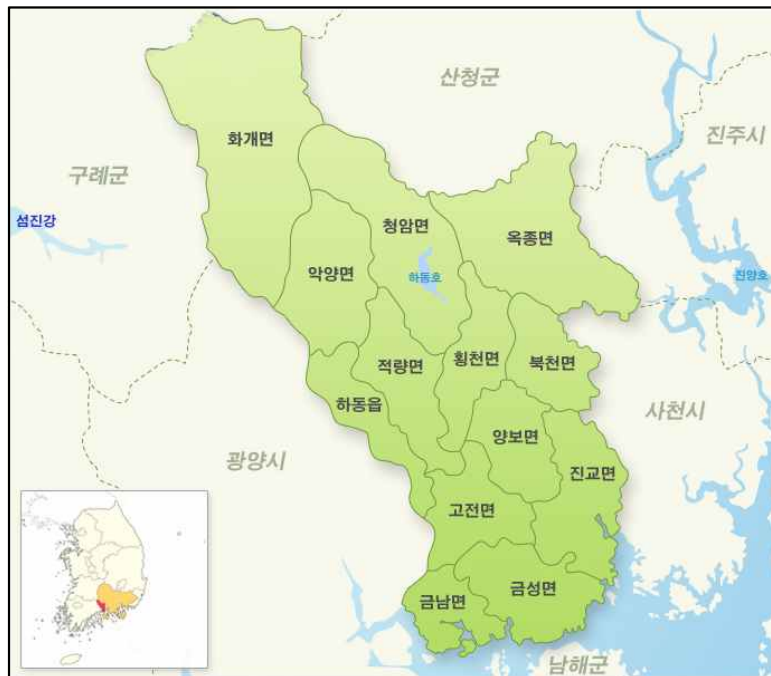 산청군
진주시
화개면
구례군
섬진강
청암면
옥종면
악양면
하동호
진양호
적량면
횡천면
북천면
하동읍
사천시
양보면
광양시
진교면
고전면
금남면
금성면
남해군